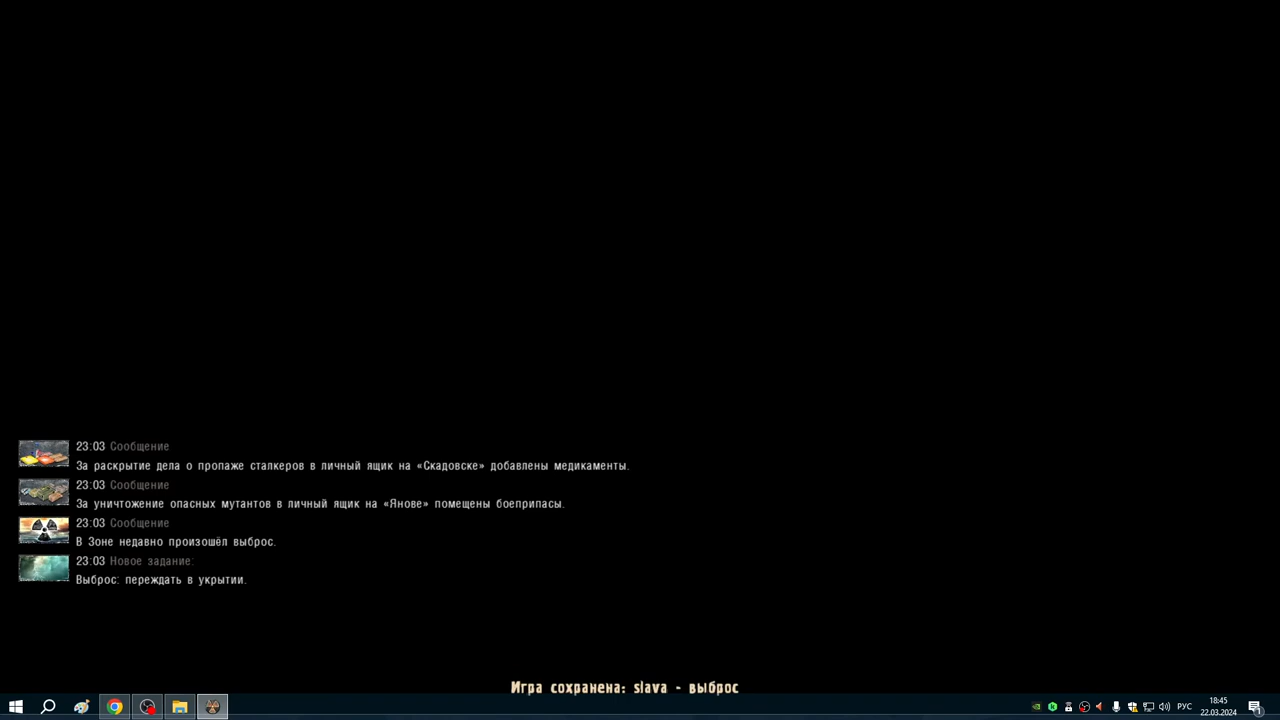 23:03 Сообщение
За раскрытие дела о пропаже сталкеров в личный ящик на «Скадовске» добавлены медикаменты.
23:03 Сообщение
За уничтожение опасных мутантов в личный ящик на «Янове» помещены боеприпасы.
23:03 Сообщение
В Зоне недавно произошёл выброс.
23:03 Новое задание:
Выброс: переждать в укрытии.
Игра сохранена: slava - выброс
РУС
18:45
22.03.2024